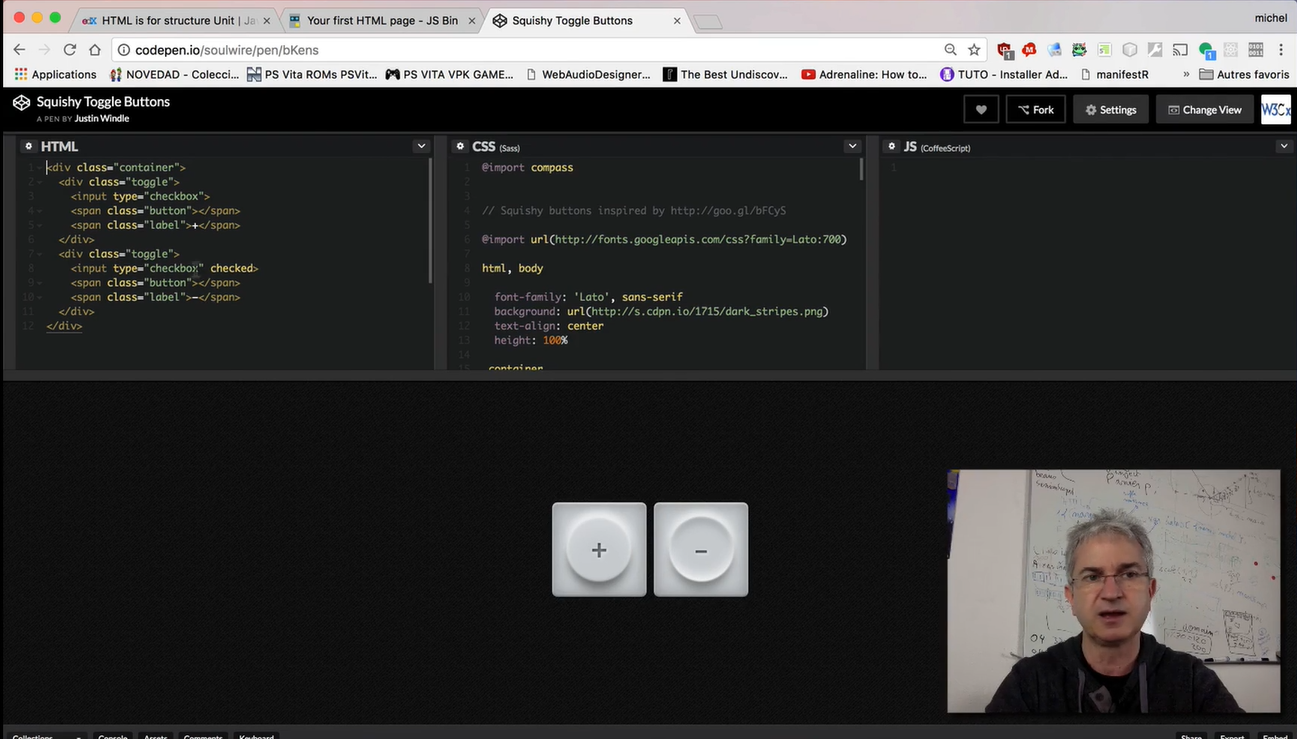 HTML is for structure Unit | Ja
Your first HTML page - JS Bin
Squishy Toggle Buttons
michel
codepen.io/soulwire/pen/bKens
Applications
NOVEDAD - Colecci...
PS Vita ROMs PSVit...
PS VITA VPK GAME...
WebAudioDesigner...
The Best Undiscov...
Adrenaline: How to...
TUTO - Installer Ad...
manifestR
»
Autres favoris
Squishy Toggle Buttons
A PEN BY Justin Windle
Fork
Settings
Change View
W3Cx
HTML
1 <div class="container">
2 <div class="toggle">
3 <input type="checkbox">
4 <span class="button"></span>
5 <span class="label">+</span>
6 </div>
7 <div class="toggle">
8 <input type="checkbox" checked>
9 <span class="button"></span>
10 <span class="label">–</span>
11 </div>
12 </div>
CSS (Sass)
1 @import compass
2
3
4 // Squishy buttons inspired by http://goo.gl/bFCyS
5
6 @import url(http://fonts.googleapis.com/css?family=Lato:700)
7
8 html, body
9
10 font-family: 'Lato', sans-serif
11 background: url(http://s.cdpn.io/1715/dark_stripes.png)
12 text-align: center
13 height: 100%
14
15 .container
JS (CoffeeScript)
1
+
–
Collections
Console
Assets
Comments
Keyboard
Share
Export
Embed